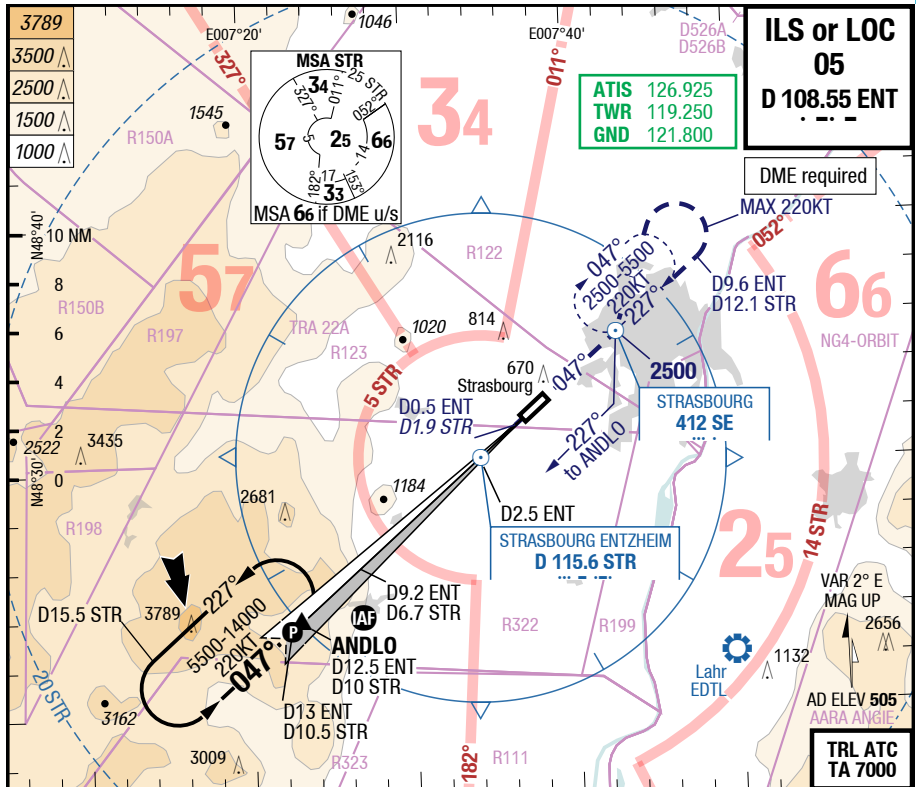 3789
3500
2500
1500
1000
1046
E007°20'
E007°40'
D526A
D526B
ILS or LOC
05
D 108.55 ENT
327°
011°
MSA STR
34
25 STR
327°
011°
052°
57
5
25
14
66
182°
17
153°
33
MSA 66 if DME u/s
34
ATIS 126.925
TWR 119.250
GND 121.800
1545
R150A
DME required
MAX 220KT
052°
N48°40'
10 NM
8
6
4
2
0
N48°30'
2116
R122
57
047°
2500-5500
220KT
227°
D9.6 ENT
D12.1 STR
66
R150B
R197
TRA 22A
R123
1020
814
NG4-ORBIT
5 STR
670
Strasbourg
047°
2500
D0.5 ENT
D1.9 STR
227°
to ANDLO
STRASBOURG
412 SE
2522
3435
1184
D2.5 ENT
2681
R198
STRASBOURG ENTZHEIM
D 115.6 STR
25
14 STR
D15.5 STR
3789
227°
5500-14000
220KT
047°
D9.2 ENT
D6.7 STR
IAF
P
ANDLO
D12.5 ENT
D10 STR
R322
R199
VAR 2° E
MAG UP
2656
1132
Lahr
EDTL
20 STR
3162
D13 ENT
D10.5 STR
AD ELEV 505
AARA ANGIE
3009
R323
182°
R111
TRL ATC
TA 7000